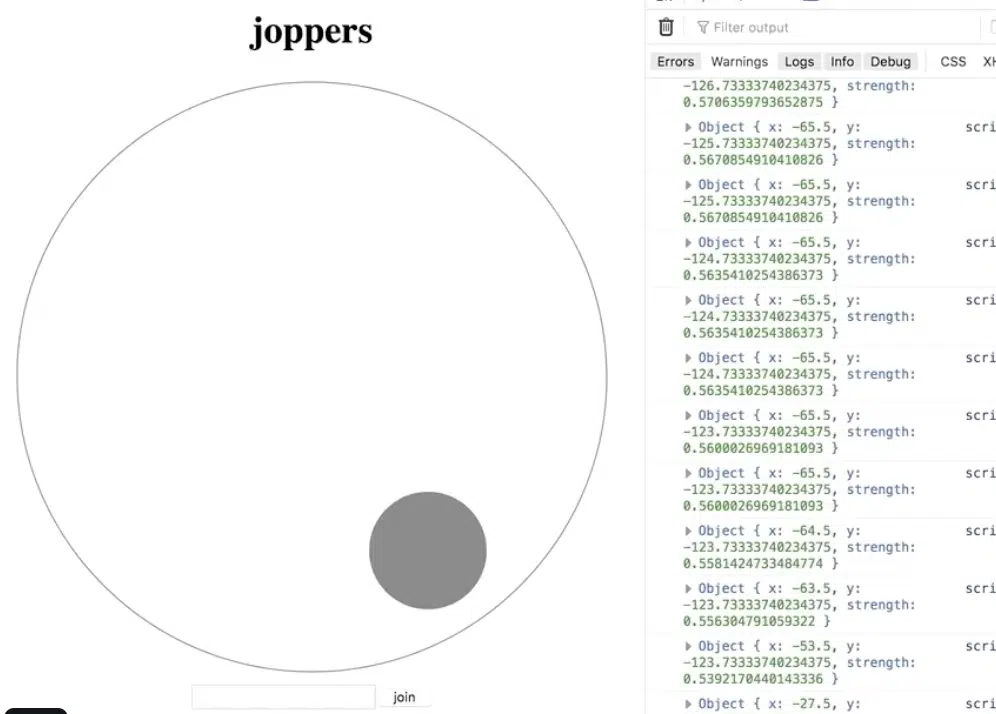 joppers
join
Filter output
Errors Warnings Logs Info Debug CSS XH
-126.73333740234375, strength:
0.5706359793652875 }
Object { x: -65.5, y: scri
-125.73333740234375, strength:
0.5670854910410826 }
Object { x: -65.5, y: scri
-125.73333740234375, strength:
0.5670854910410826 }
Object { x: -65.5, y: scri
-124.73333740234375, strength:
0.5635410254386373 }
Object { x: -65.5, y: scri
-124.73333740234375, strength:
0.5635410254386373 }
Object { x: -65.5, y: scri
-124.73333740234375, strength:
0.5635410254386373 }
Object { x: -65.5, y: scri
-123.73333740234375, strength:
0.5600026969181093 }
Object { x: -65.5, y: scri
-123.73333740234375, strength:
0.5600026969181093 }
Object { x: -64.5, y: scri
-123.73333740234375, strength:
0.5581424733484774 }
Object { x: -63.5, y: scri
-123.73333740234375, strength:
0.556304791059322 }
Object { x: -53.5, y: scri
-123.73333740234375, strength:
0.5392170440143336 }
Object { x: -27.5, y: scri